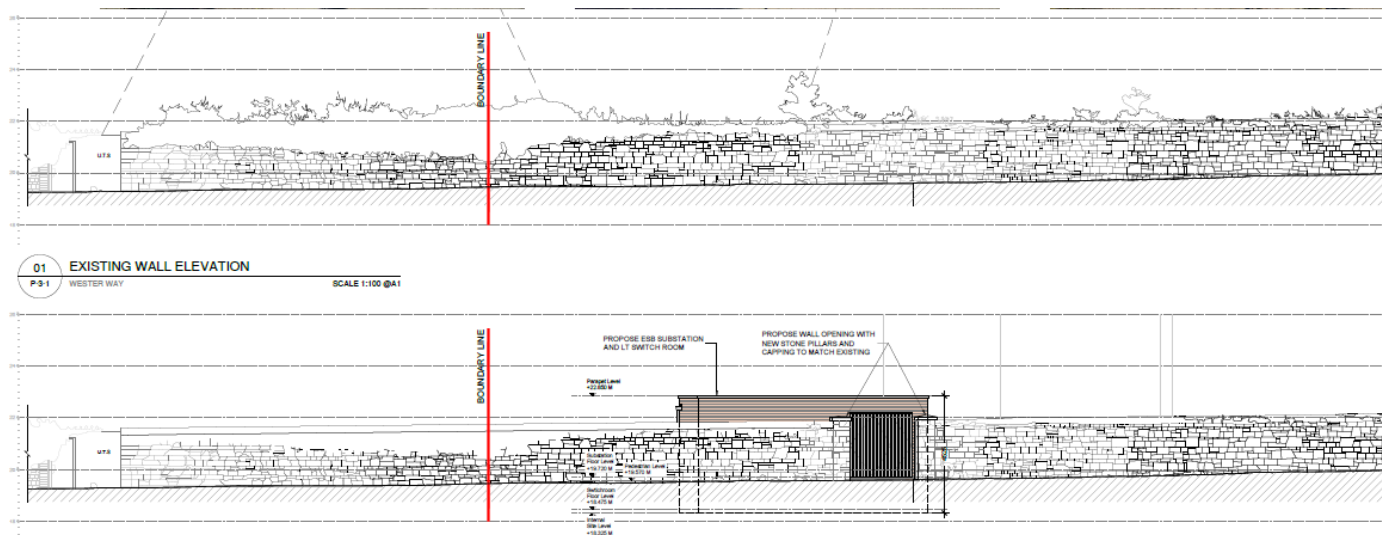 BOUNDARY LINE
U.T.S
01 EXISTING WALL ELEVATION
P-3-1 WESTER WAY SCALE 1:100 @A1
BOUNDARY LINE
PROPOSE ESB SUBSTATION
AND LT SWITCH ROOM
PROPOSE WALL OPENING WITH
NEW STONE PILLARS AND
CAPPING TO MATCH EXISTING
Parapet Level
+22.850 M
U.T.S
Substation
Floor Level
+19.720 M
Pedestrian Level
+19.570 M
Switchroom
Floor Level
+18.475 M
Internal
Site Level
+18.325 M